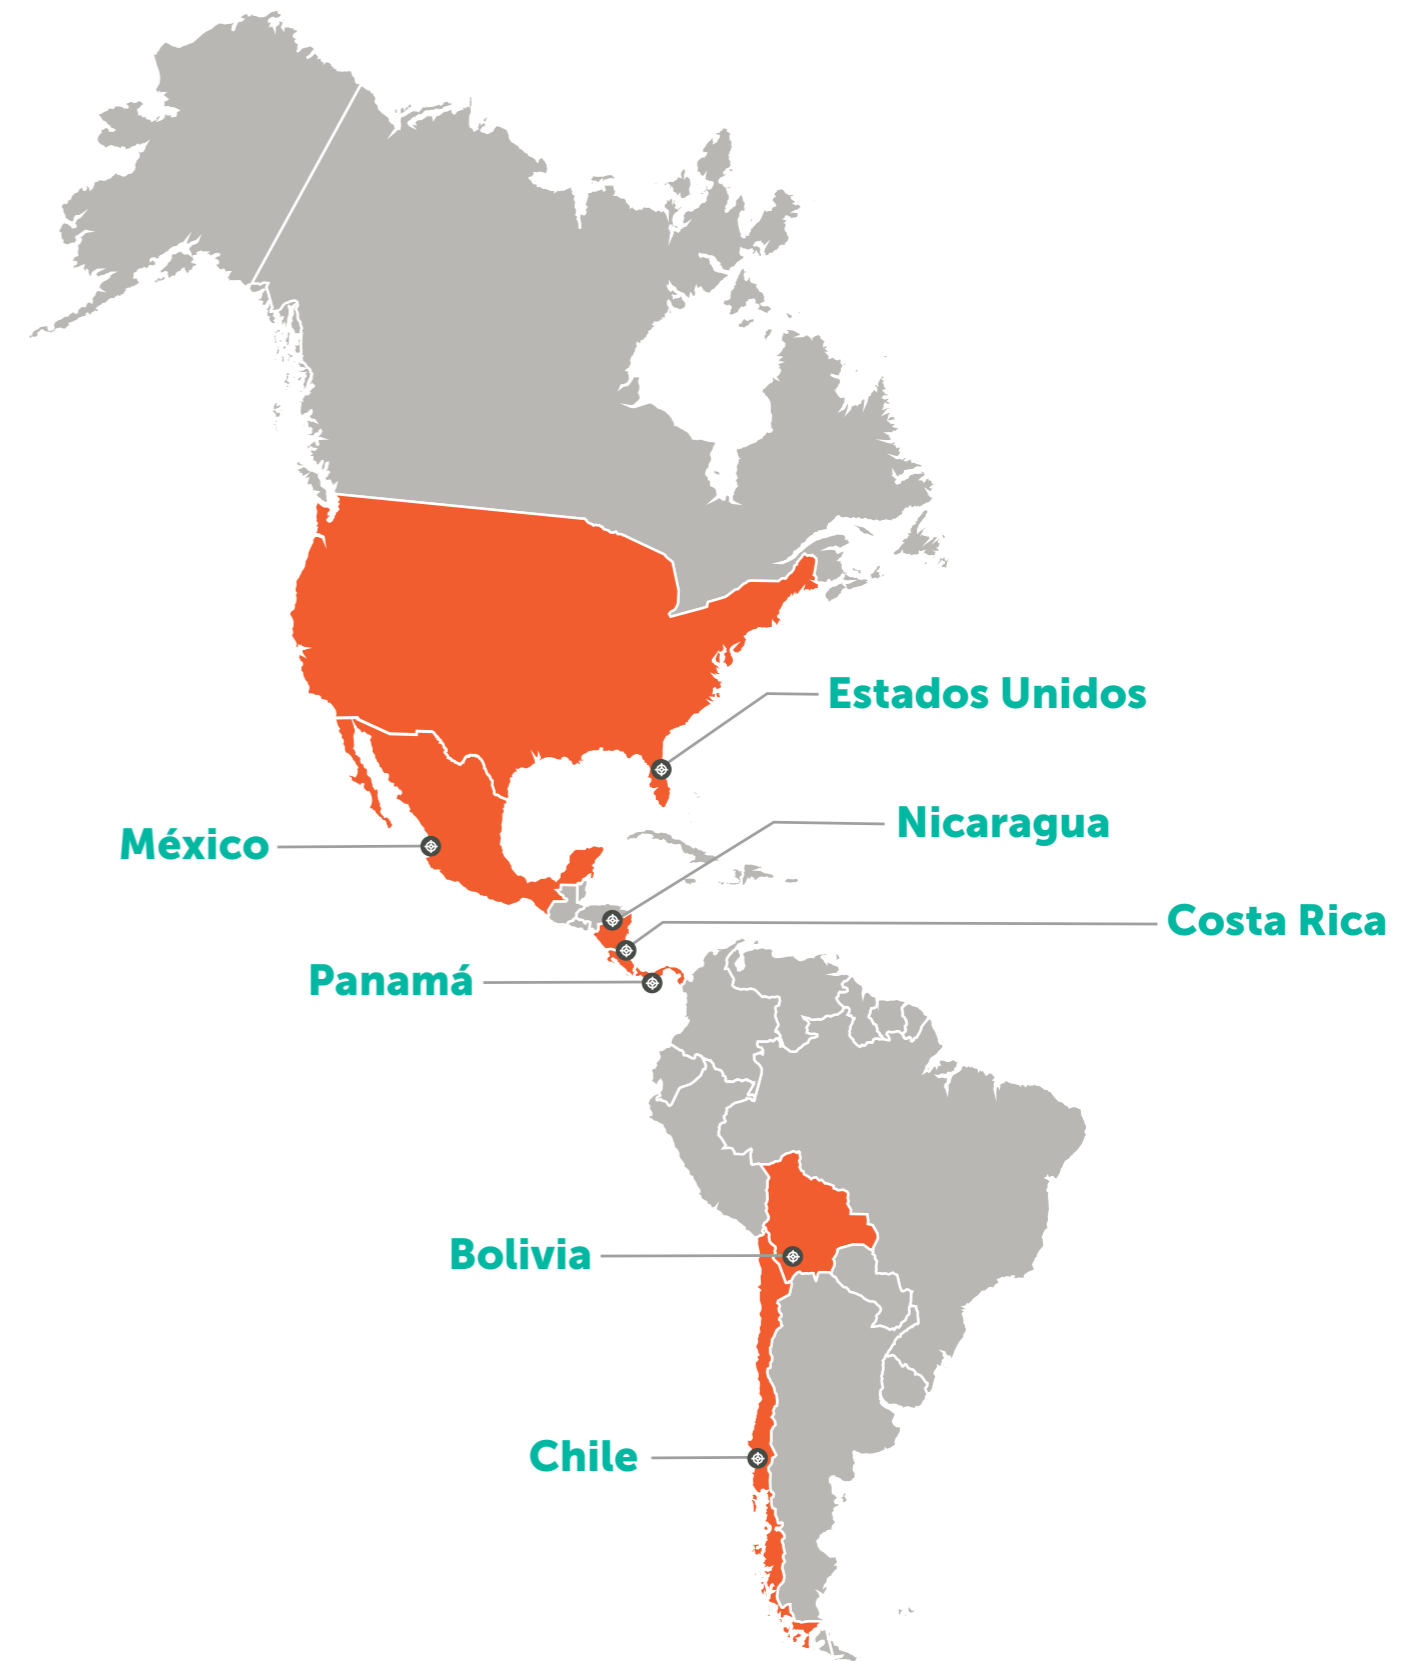 Estados Unidos
Nicaragua
México
Costa Rica
Panamá
Bolivia
Chile